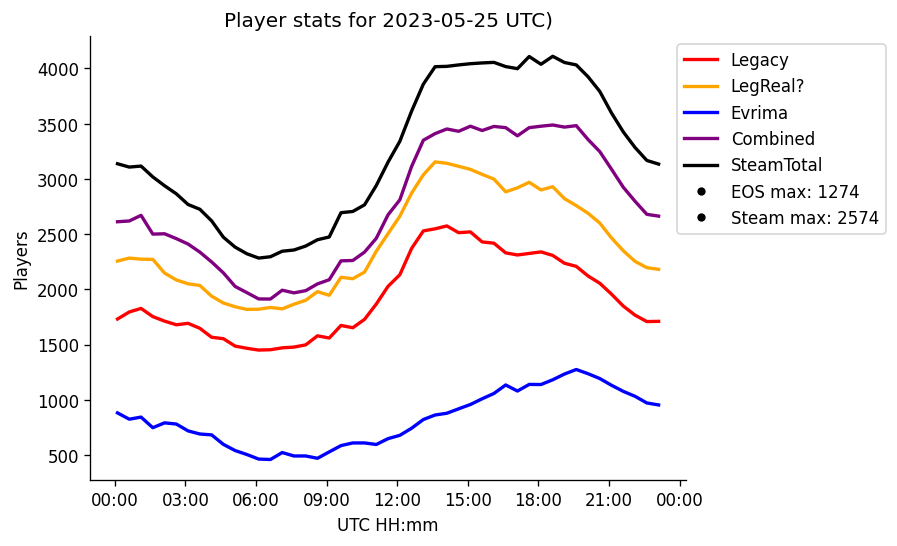 Player stats for 2023-05-25 UTC)
Players
4000
3500
3000
2500
2000
1500
1000
500
00:00 03:00 06:00 09:00 12:00 15:00 18:00 21:00 00:00
UTC HH:mm
Legacy
LegReal?
Evrima
Combined
SteamTotal
EOS max: 1274
Steam max: 2574